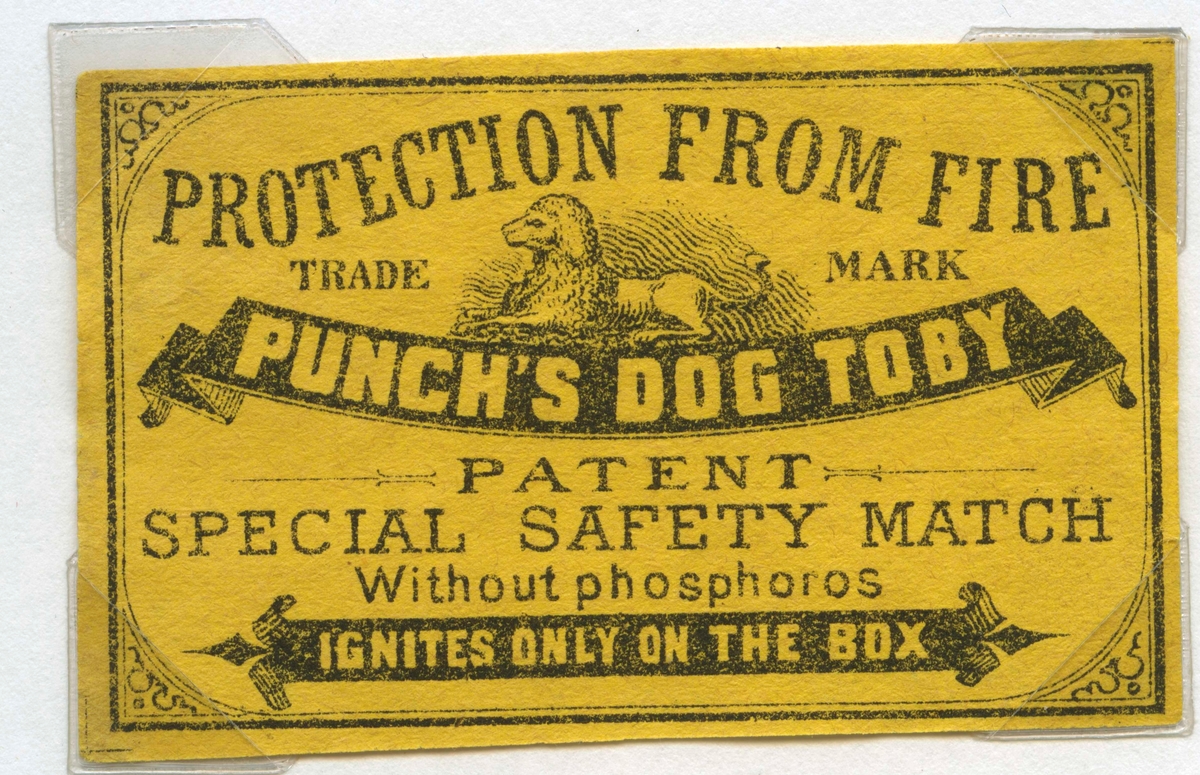 PROTECTION FROM FIRE
TRADE MARK
PUNCH'S DOG TOBY
PATENT
SPECIAL SAFETY MATCH
Without phosphoros
IGNITES ONLY ON THE BOX